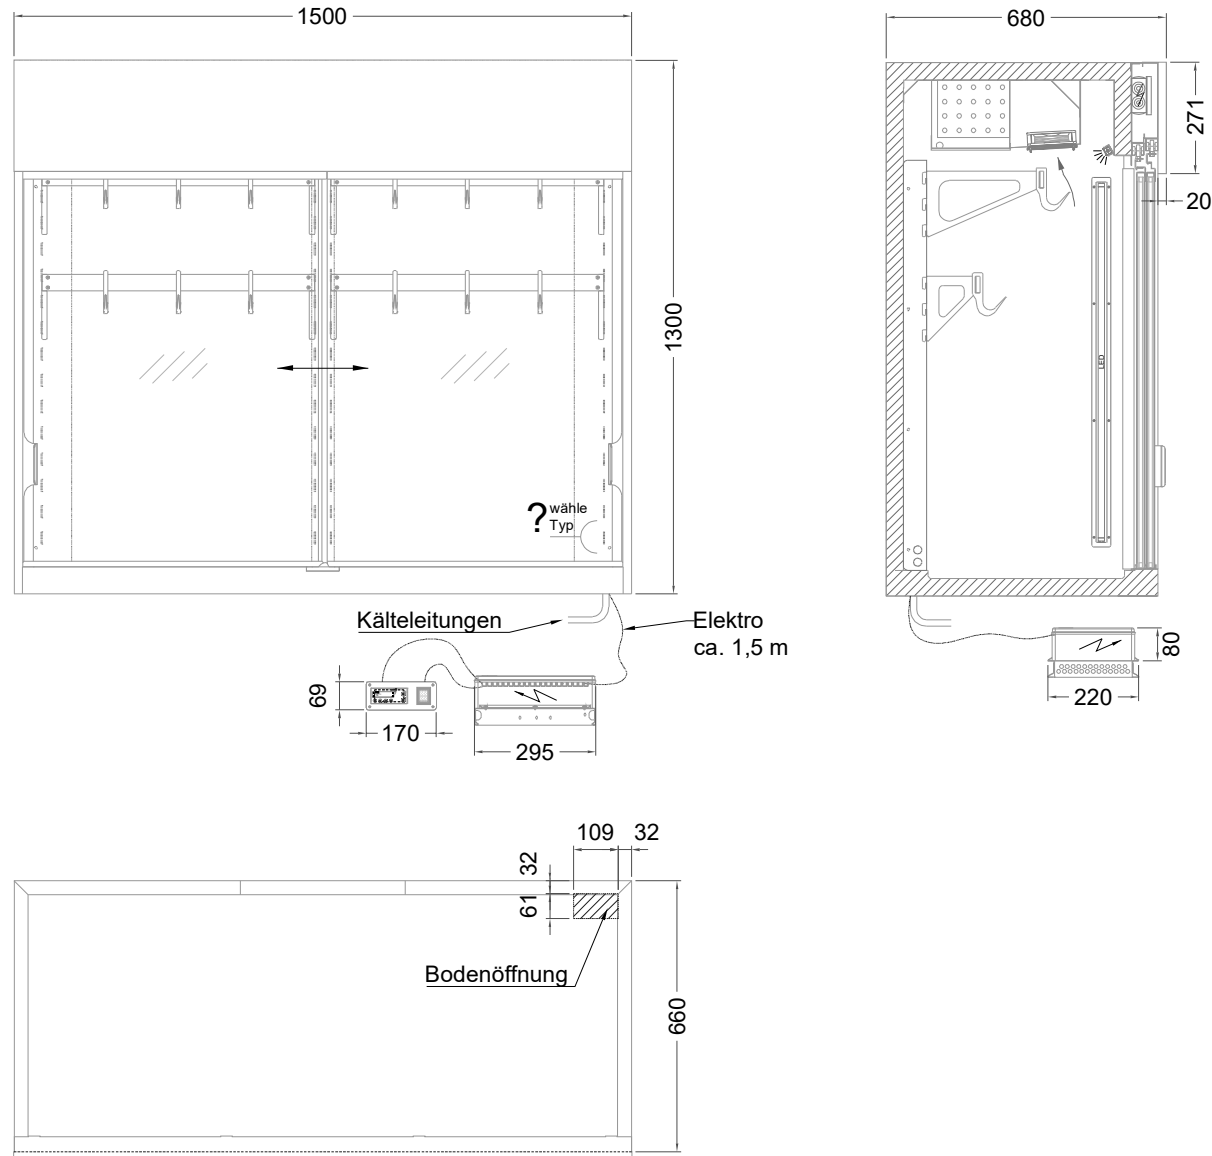 1500
680
271
20
1300
LED
?
wähle
Typ
Kälteleitungen
Elektro
ca. 1,5 m
69
170
295
80
220
109
32
32
61
Bodenöffnung
660